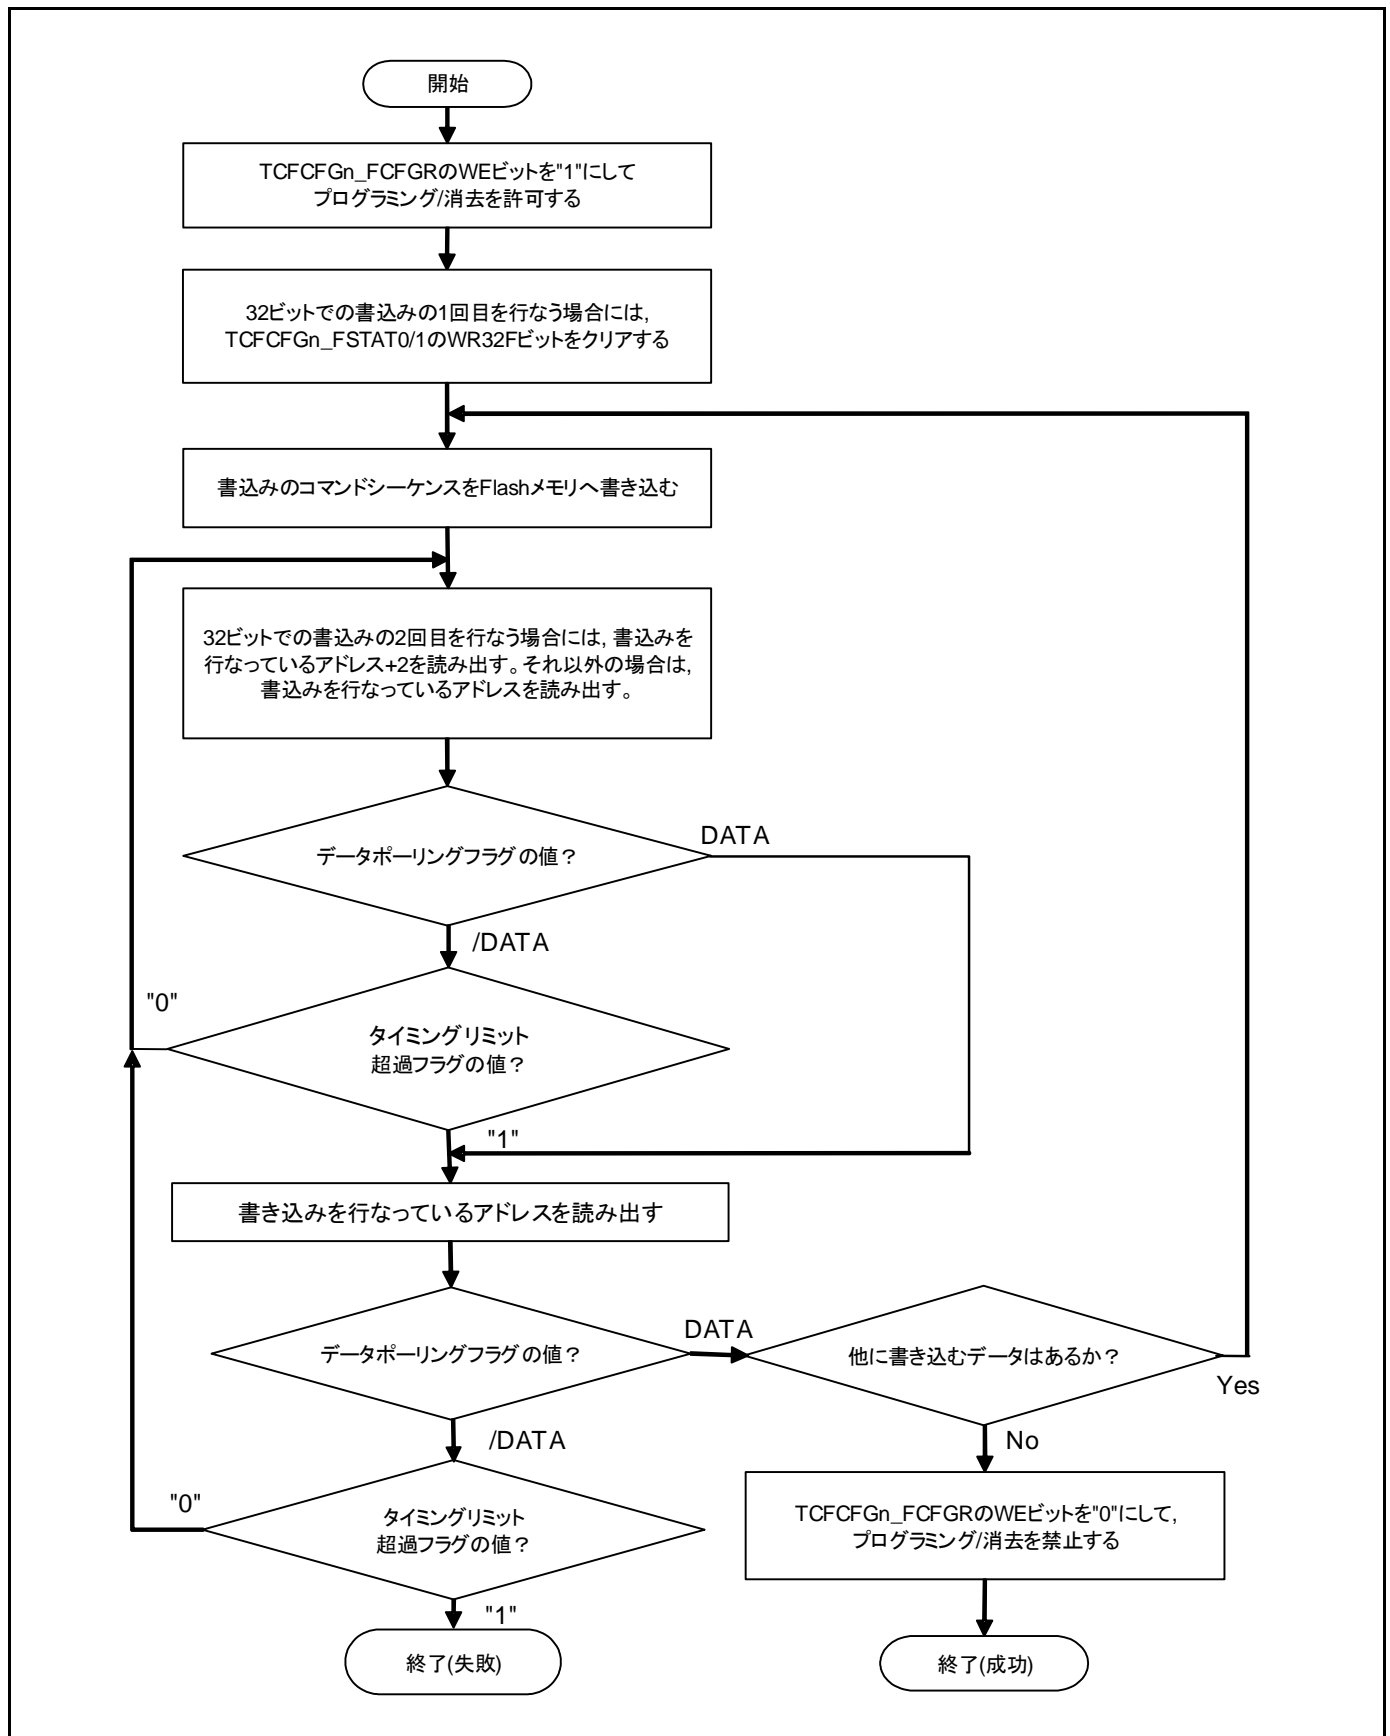 開始
TCFCFGn_FCFGRのWEビットを"1"にして
プログラミング/消去を許可する
32ビットでの書込みの1回目を行なう場合には,
TCFCFGn_FSTAT0/1のWR32Fビットをクリアする
書込みのコマンドシーケンスをFlashメモリへ書き込む
32ビットでの書込みの2回目を行なう場合には, 書込みを
行なっているアドレス+2を読み出す。それ以外の場合は,
書込みを行なっているアドレスを読み出す。
データポーリングフラグの値？
DATA
/DATA
"0"
タイミングリミット
超過フラグの値？
"1"
書き込みを行なっているアドレスを読み出す
データポーリングフラグの値？
DATA
他に書き込むデータはあるか？
Yes
/DATA
No
"0"
タイミングリミット
超過フラグの値？
TCFCFGn_FCFGRのWEビットを"0"にして,
プログラミング/消去を禁止する
"1"
終了(失敗)
終了(成功)